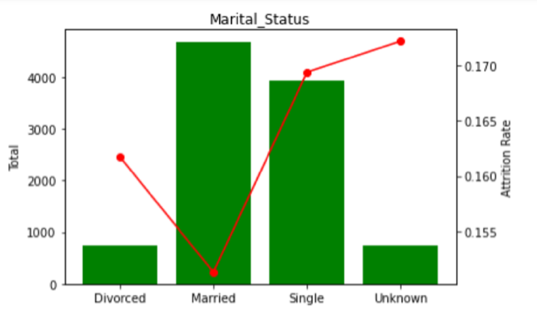 Marital_Status
4000
3000
2000
1000
0
Total
0.170
0.165
0.160
0.155
Attrition Rate
Divorced Married Single Unknown